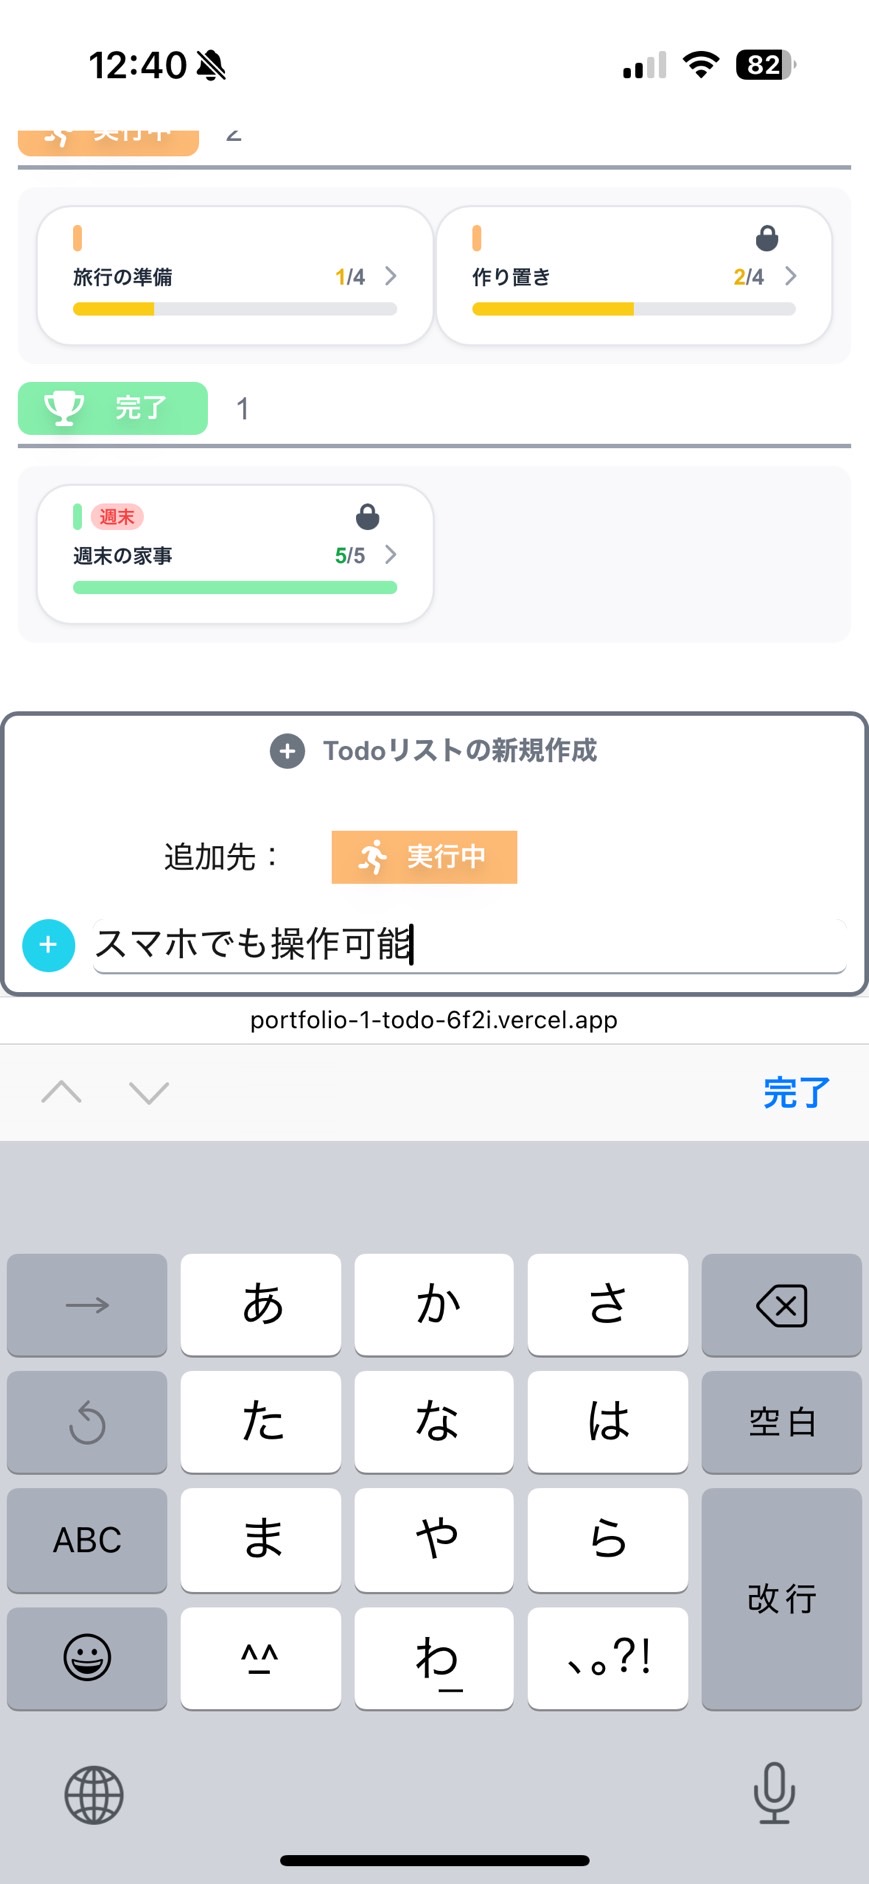 12:40
82
実行中 2
旅行の準備 1/4
作り置き 2/4
完了 1
週末
週末の家事 5/5
Todoリストの新規作成
追加先： 実行中
スマホでも操作可能
portfolio-1-todo-6f2i.vercel.app
完了
→ あ か さ
た な は 空白
ABC ま や ら
改行
^_^ わ_ 、。?!